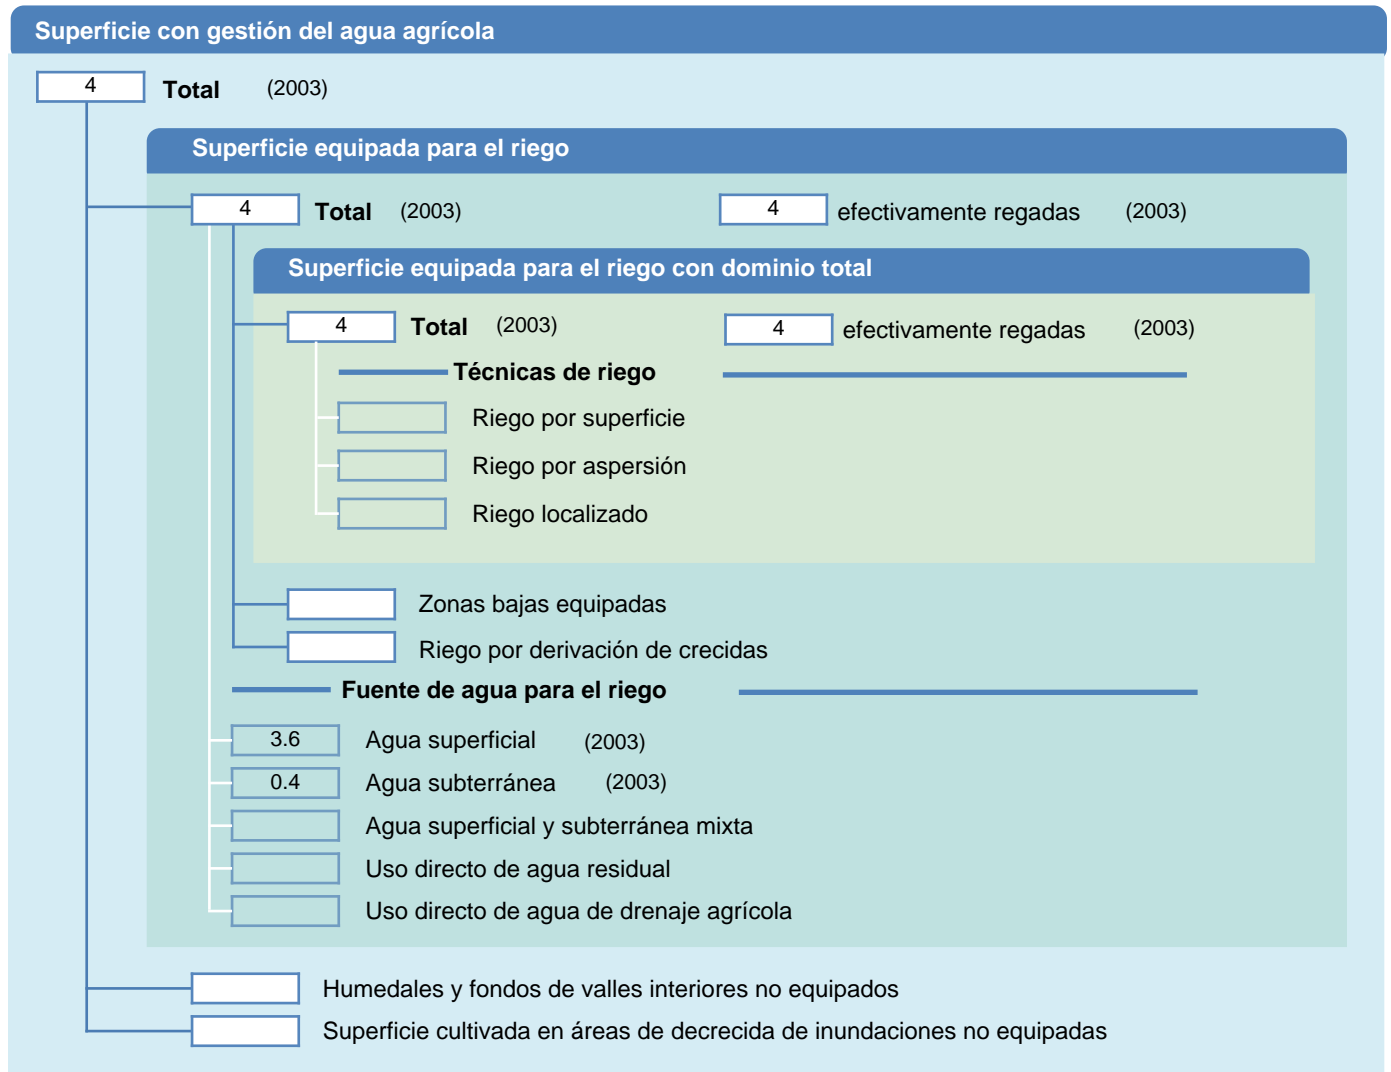 Superficie con gestión del agua agrícola
4 Total (2003)
Superficie equipada para el riego
4 Total (2003) 4 efectivamente regadas (2003)
Superficie equipada para el riego con dominio total
4 Total (2003) 4 efectivamente regadas (2003)
Técnicas de riego
Riego por superficie
Riego por aspersión
Riego localizado
Zonas bajas equipadas
Riego por derivación de crecidas
Fuente de agua para el riego
3.6 Agua superficial (2003)
0.4 Agua subterránea (2003)
Agua superficial y subterránea mixta
Uso directo de agua residual
Uso directo de agua de drenaje agrícola
Humedales y fondos de valles interiores no equipados
Superficie cultivada en áreas de decrecida de inundaciones no equipadas